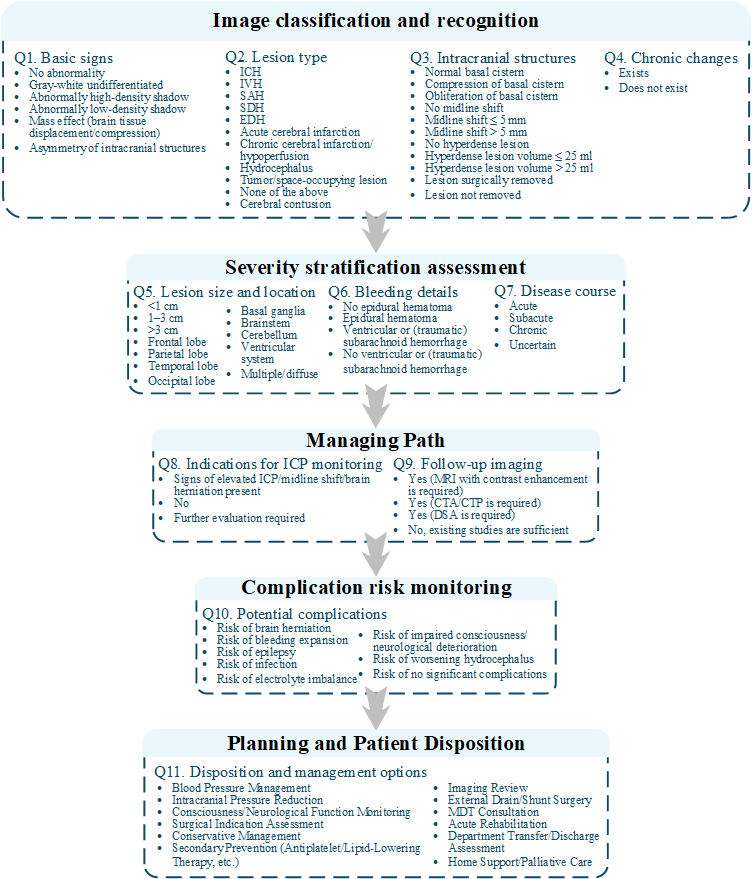 Image classification and recognition
Q1. Basic signs
• No abnormality
• Gray-white undifferentiated
• Abnormally high-density shadow
• Abnormally low-density shadow
• Mass effect (brain tissue
displacement/compression)
• Asymmetry of intracranial structures
Q2. Lesion type
• ICH
• IVH
• SAH
• SDH
• EDH
• Acute cerebral infarction
• Chronic cerebral infarction/
hypoperfusion
• Hydrocephalus
• Tumor/space-occupying lesion
• None of the above
• Cerebral contusion
Q3. Intracranial structures
• Normal basal cistern
• Compression of basal cistern
• Obliteration of basal cistern
• No midline shift
• Midline shift ≤ 5 mm
• Midline shift > 5 mm
• No hyperdense lesion
• Hyperdense lesion volume ≤ 25 ml
• Hyperdense lesion volume > 25 ml
• Lesion surgically removed
• Lesion not removed
Q4. Chronic changes
• Exists
• Does not exist
Severity stratification assessment
Q5. Lesion size and location
• <1 cm
• 1–3 cm
• >3 cm
• Frontal lobe
• Parietal lobe
• Temporal lobe
• Occipital lobe
• Basal ganglia
• Brainstem
• Cerebellum
• Ventricular
system
• Multiple/diffuse
Q6. Bleeding details
• No epidural hematoma
• Epidural hematoma
• Ventricular or (traumatic)
subarachnoid hemorrhage
• No ventricular or (traumatic)
subarachnoid hemorrhage
Q7. Disease course
• Acute
• Subacute
• Chronic
• Uncertain
Managing Path
Q8. Indications for ICP monitoring
• Signs of elevated ICP/midline shift/brain
herniation present
• No
• Further evaluation required
Q9. Follow-up imaging
• Yes (MRI with contrast enhancement
is required)
• Yes (CTA/CTP is required)
• Yes (DSA is required)
• No, existing studies are sufficient
Complication risk monitoring
Q10. Potential complications
• Risk of brain herniation
• Risk of bleeding expansion
• Risk of epilepsy
• Risk of infection
• Risk of electrolyte imbalance
• Risk of impaired consciousness/
neurological deterioration
• Risk of worsening hydrocephalus
• Risk of no significant complications
Planning and Patient Disposition
Q11. Disposition and management options
• Blood Pressure Management
• Intracranial Pressure Reduction
• Consciousness/Neurological Function Monitoring
• Surgical Indication Assessment
• Conservative Management
• Secondary Prevention (Antiplatelet/Lipid-Lowering
Therapy, etc.)
• Imaging Review
• External Drain/Shunt Surgery
• MDT Consultation
• Acute Rehabilitation
• Department Transfer/Discharge
Assessment
• Home Support/Palliative Care